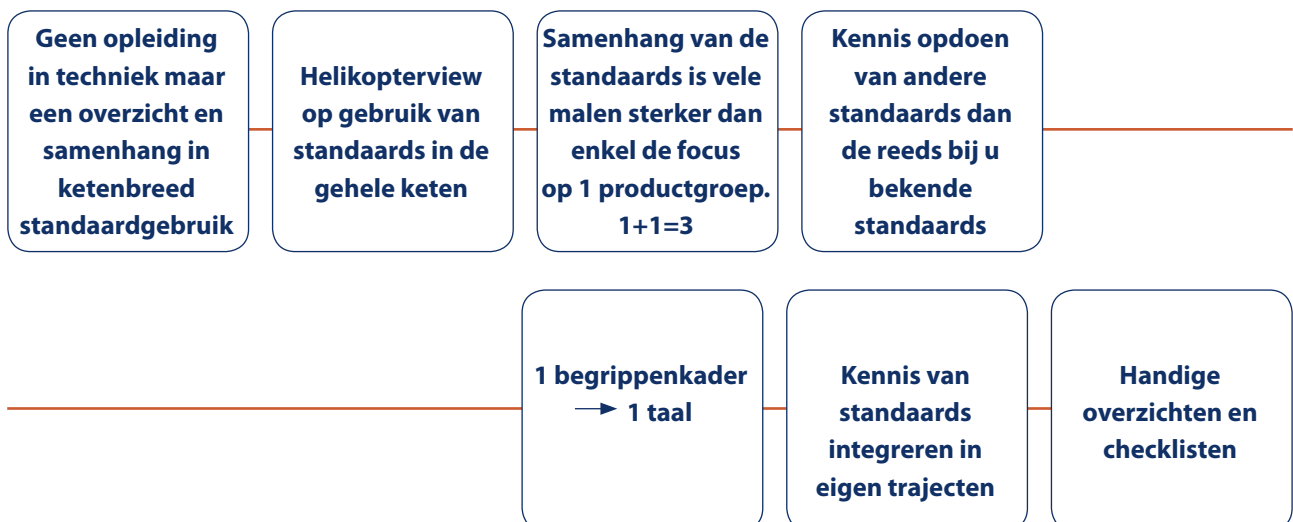 Geen opleiding
in techniek maar
een overzicht en
samenhang in
ketenbreed
standaardgebruik
Helikopterview
op gebruik van
standaards in de
gehele keten
Samenhang van de
standaards is vele
malen sterker dan
enkel de focus
op 1 productgroep.
1+1=3
Kennis opdoen
van andere
standaards dan
de reeds bij u
bekende
standaards
1 begrippenkader
→ 1 taal
Kennis van
standaards
integreren in
eigen trajecten
Handige
overzichten en
checklisten